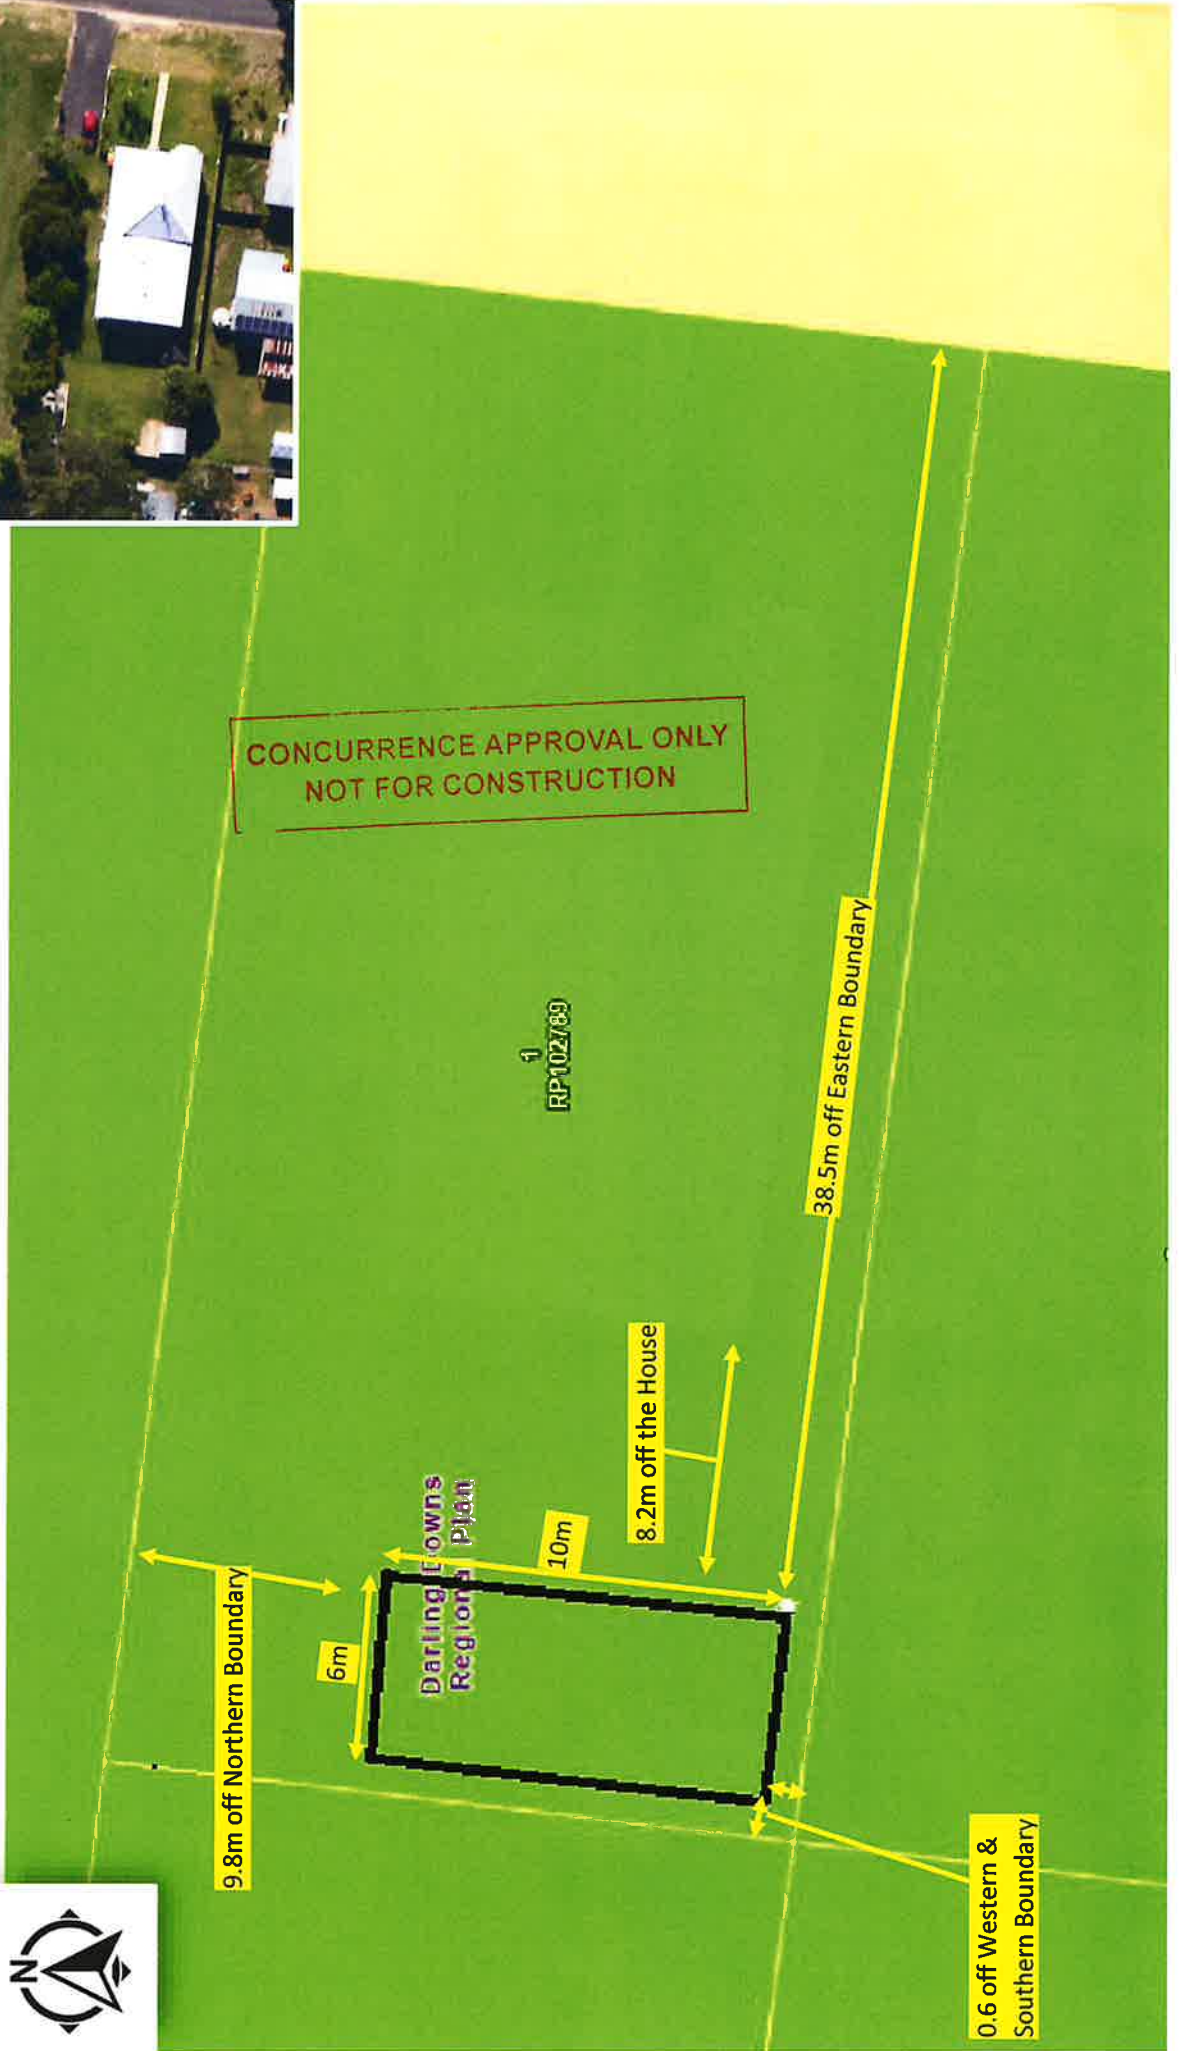 N
CONCURRENCE APPROVAL ONLY
NOT FOR CONSTRUCTION
1
RP102789
38.5m off Eastern Boundary
8.2m off the House
10m
6m
Darling Downs
Regional Plan
9.8m off Northern Boundary
0.6 off Western &
Southern Boundary